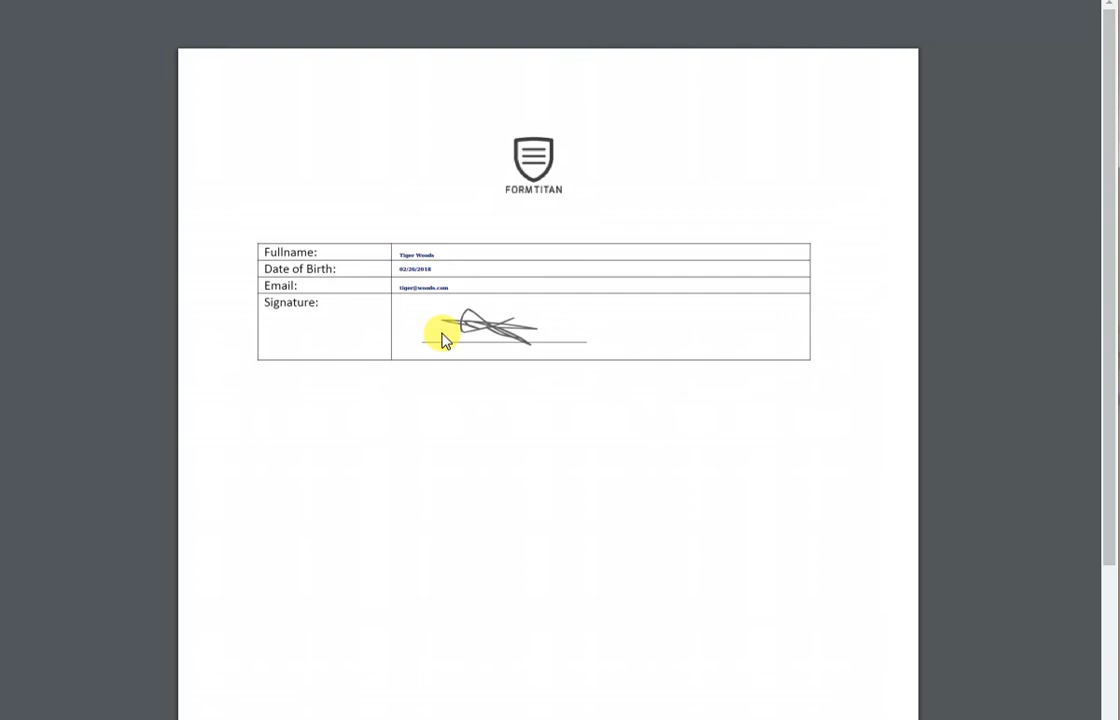 FORMTITAN
Fullname: Tiger Woods
Date of Birth: 02/26/2018
Email: tiger@woods.com
Signature: